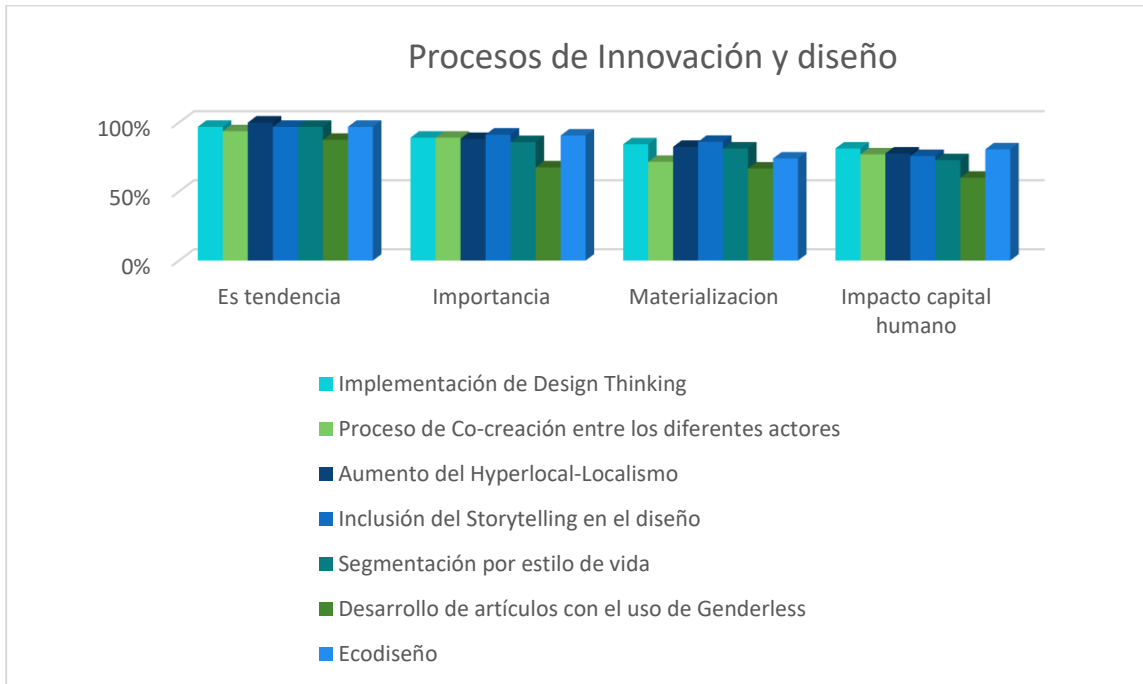 Procesos de Innovación y diseño
100%
50%
0%
Es tendencia
Importancia
Materializacion
Impacto capital
humano
Implementación de Design Thinking
Proceso de Co-creación entre los diferentes actores
Aumento del Hyperlocal-Localismo
Inclusión del Storytelling en el diseño
Segmentación por estilo de vida
Desarrollo de artículos con el uso de Genderless
Ecodiseño